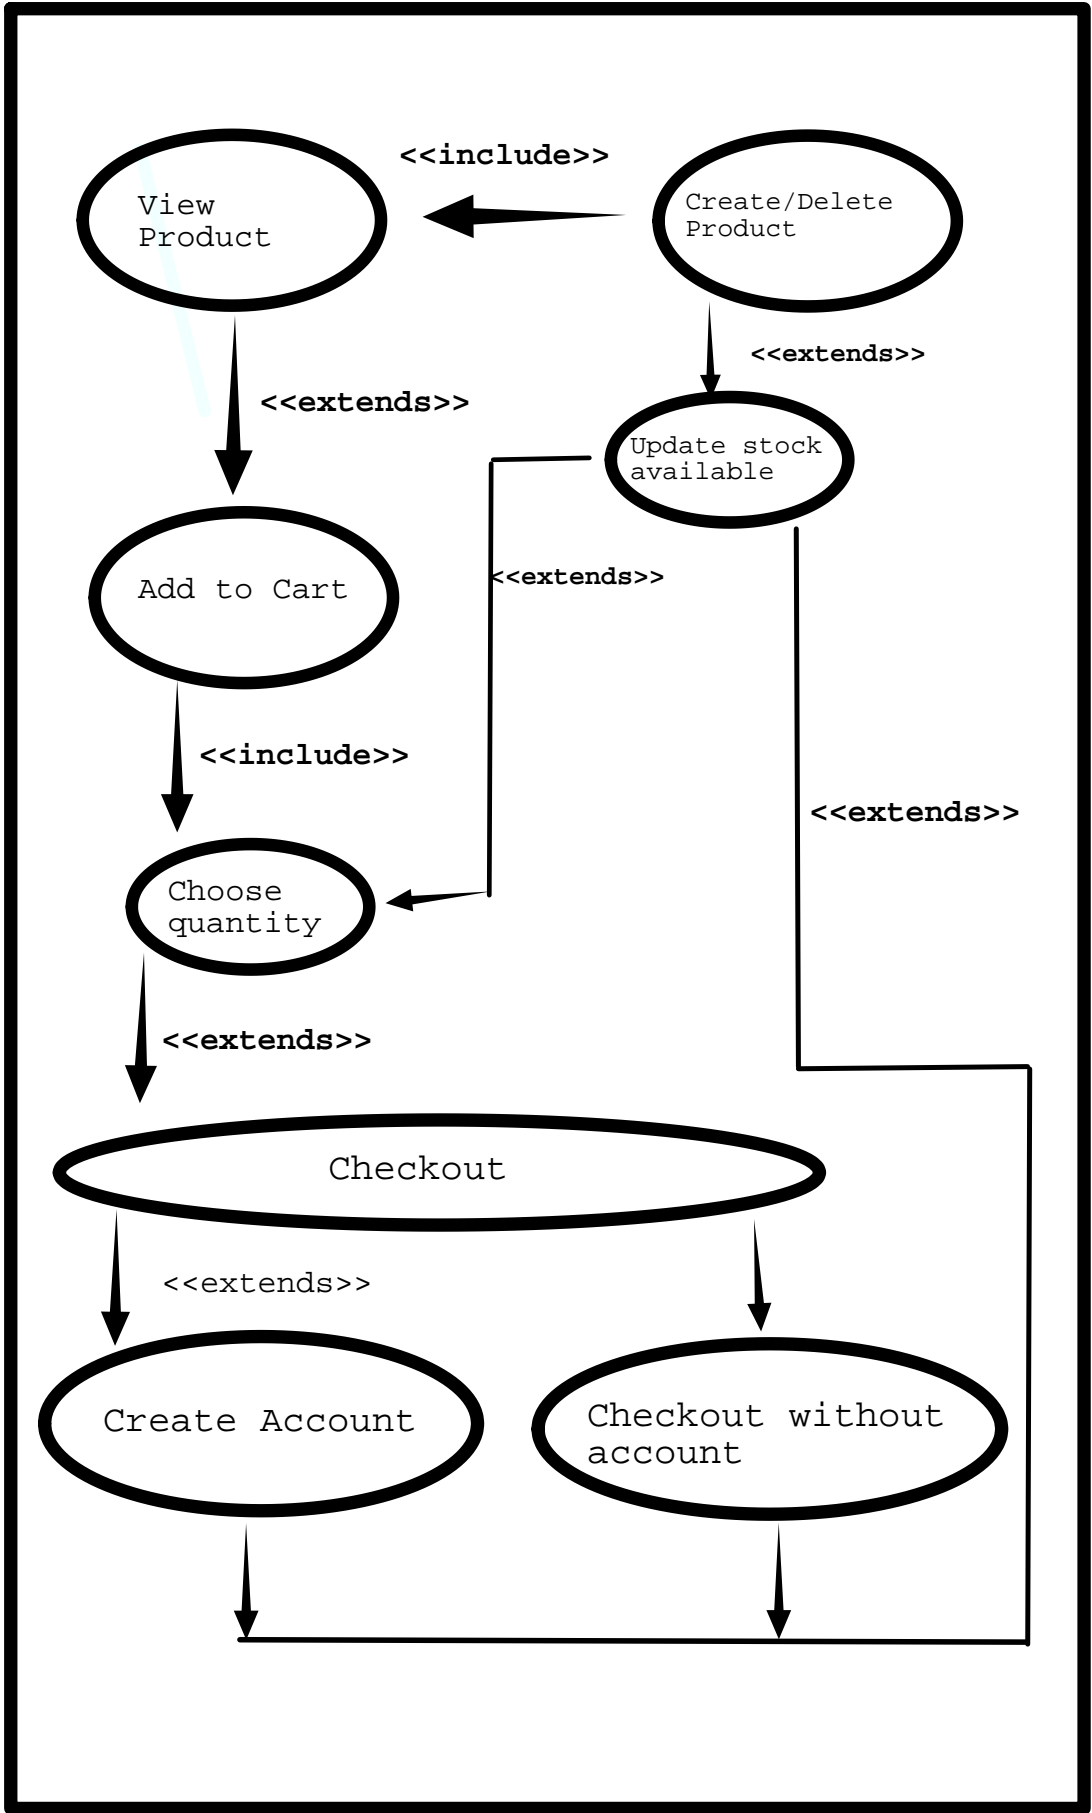 <<include>>
View
Product
Create/Delete
Product
<<extends>>
<<extends>>
Update stock
available
<<extends>>
Add to Cart
<<include>>
<<extends>>
Choose
quantity
<<extends>>
Checkout
<<extends>>
Create Account
Checkout without
account